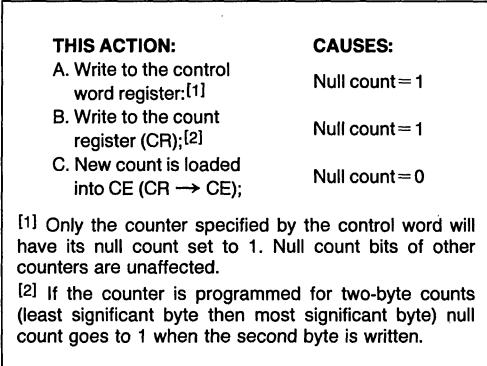 THIS ACTION: CAUSES:
A. Write to the control
word register:[1] Null count=1
B. Write to the count
register (CR);[2] Null count=1
C. New count is loaded
into CE (CR → CE); Null count=0
[1] Only the counter specified by the control word will
have its null count set to 1. Null count bits of other
counters are unaffected.
[2] If the counter is programmed for two-byte counts
(least significant byte then most significant byte) null
count goes to 1 when the second byte is written.